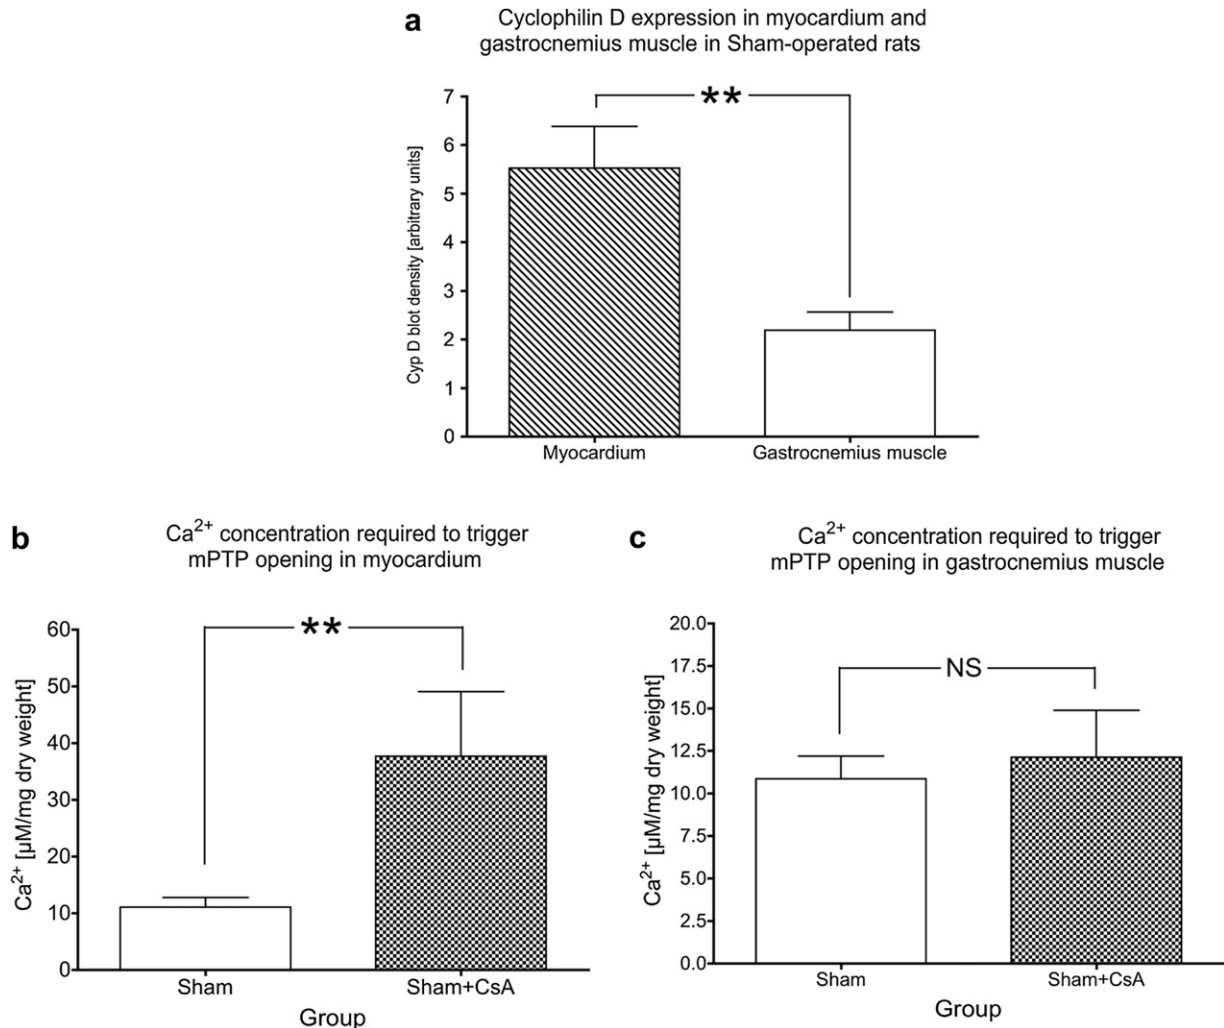 a
Cyclophilin D expression in myocardium and
gastrocnemius muscle in Sham-operated rats
Cyp D blot density [arbitrary units]
7
6
5
4
3
2
1
0
**
Myocardium
Gastrocnemius muscle
b
Ca²⁺ concentration required to trigger
mPTP opening in myocardium
Ca²⁺ [µM/mg dry weight]
60
50
40
30
20
10
0
**
Sham
Sham+CsA
Group
c
Ca²⁺ concentration required to trigger
mPTP opening in gastrocnemius muscle
Ca²⁺ [µM/mg dry weight]
20.0
17.5
15.0
12.5
10.0
7.5
5.0
2.5
0.0
NS
Sham
Sham+CsA
Group